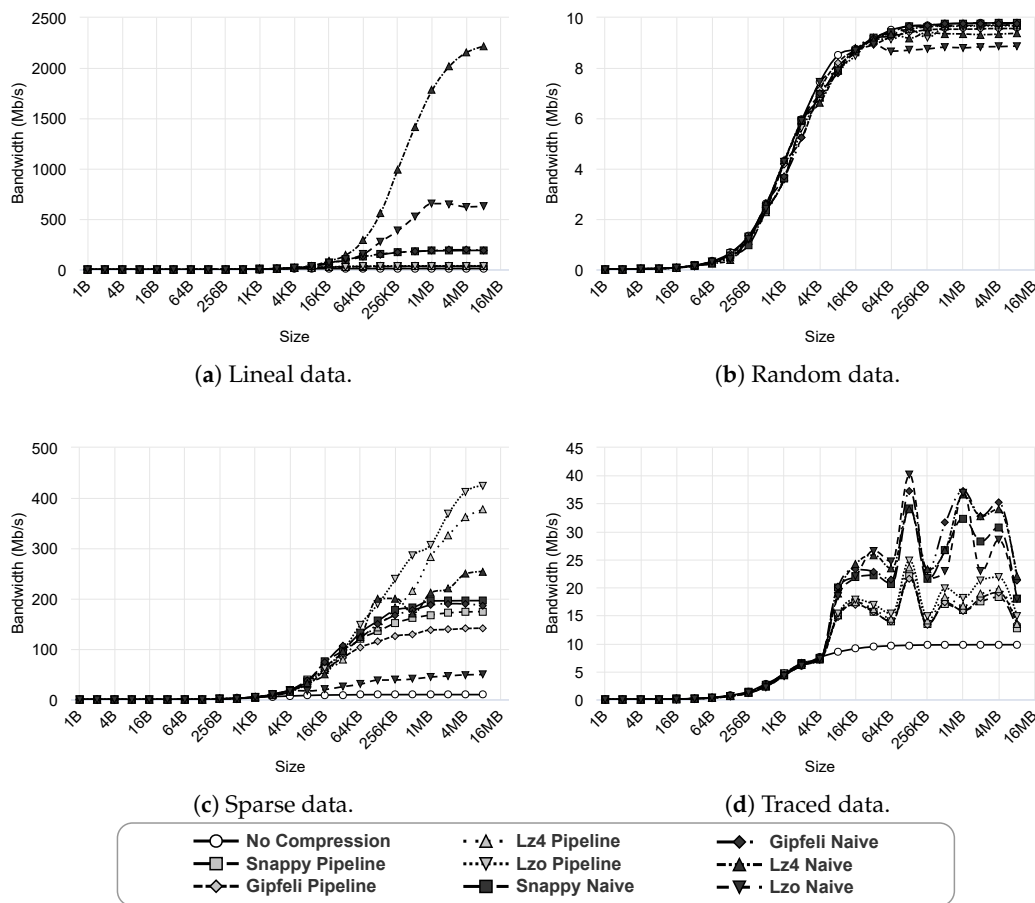 2500
2000
1500
1000
500
0
Bandwidth (Mb/s)
1B
4B
16B
64B
256B
1KB
4KB
16KB
64KB
256KB
1MB
4MB
16MB
Size
(a) Lineal data.
10
8
6
4
2
0
Bandwidth (Mb/s)
1B
4B
16B
64B
256B
1KB
4KB
16KB
64KB
256KB
1MB
4MB
16MB
Size
(b) Random data.
500
400
300
200
100
0
Bandwidth (Mb/s)
1B
4B
16B
64B
256B
1KB
4KB
16KB
64KB
256KB
1MB
4MB
16MB
Size
(c) Sparse data.
45
40
35
30
25
20
15
10
5
0
Bandwidth (Mb/s)
1B
4B
16B
64B
256B
1KB
4KB
16KB
64KB
256KB
1MB
4MB
16MB
Size
(d) Traced data.
No Compression
Snappy Pipeline
Gipfeli Pipeline
Lz4 Pipeline
Lzo Pipeline
Snappy Naive
Gipfeli Naive
Lz4 Naive
Lzo Naive